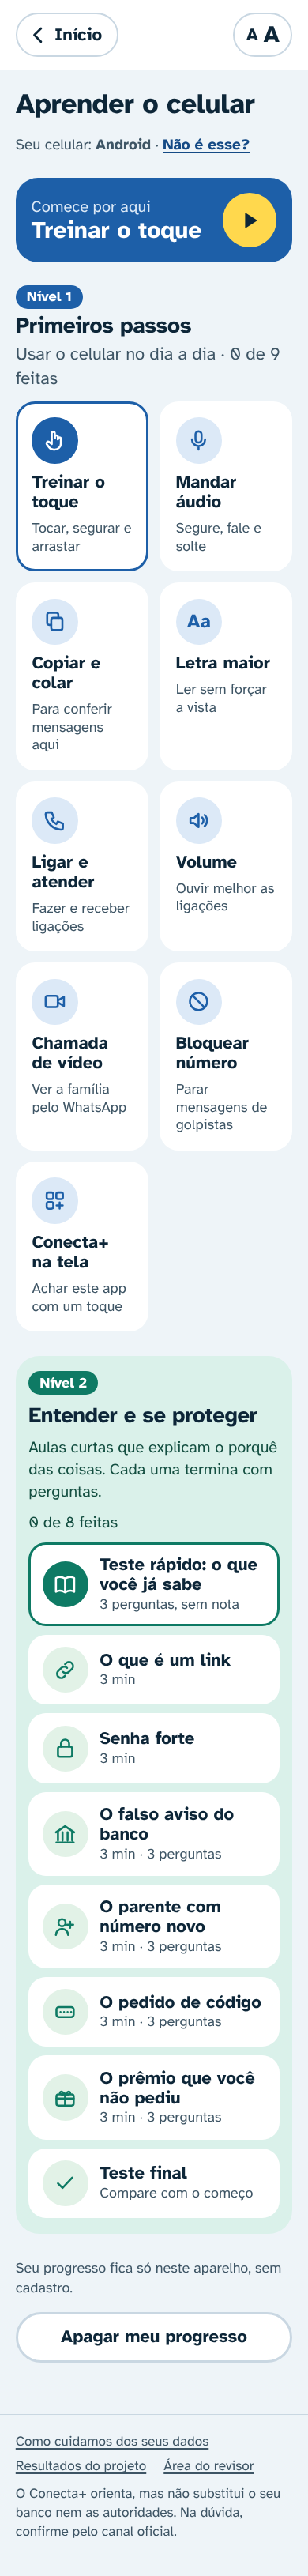 Início
A A
Aprender o celular
Seu celular: Android · Não é esse?
Comece por aqui
Treinar o toque
Nível 1
Primeiros passos
Usar o celular no dia a dia · 0 de 9
feitas
Treinar o
toque
Tocar, segurar e
arrastar
Mandar
áudio
Segure, fale e
solte
Copiar e
colar
Para conferir
mensagens
aqui
Aa
Letra maior
Ler sem forçar
a vista
Ligar e
atender
Fazer e receber
ligações
Volume
Ouvir melhor as
ligações
Chamada
de vídeo
Ver a família
pelo WhatsApp
Bloquear
número
Parar
mensagens de
golpistas
Conecta+
na tela
Achar este app
com um toque
Nível 2
Entender e se proteger
Aulas curtas que explicam o porquê
das coisas. Cada uma termina com
perguntas.
0 de 8 feitas
Teste rápido: o que
você já sabe
3 perguntas, sem nota
O que é um link
3 min
Senha forte
3 min
O falso aviso do
banco
3 min · 3 perguntas
O parente com
número novo
3 min · 3 perguntas
O pedido de código
3 min · 3 perguntas
O prêmio que você
não pediu
3 min · 3 perguntas
Teste final
Compare com o começo
Seu progresso fica só neste aparelho, sem
cadastro.
Apagar meu progresso
Como cuidamos dos seus dados
Resultados do projeto Área do revisor
O Conecta+ orienta, mas não substitui o seu
banco nem as autoridades. Na dúvida,
confirme pelo canal oficial.